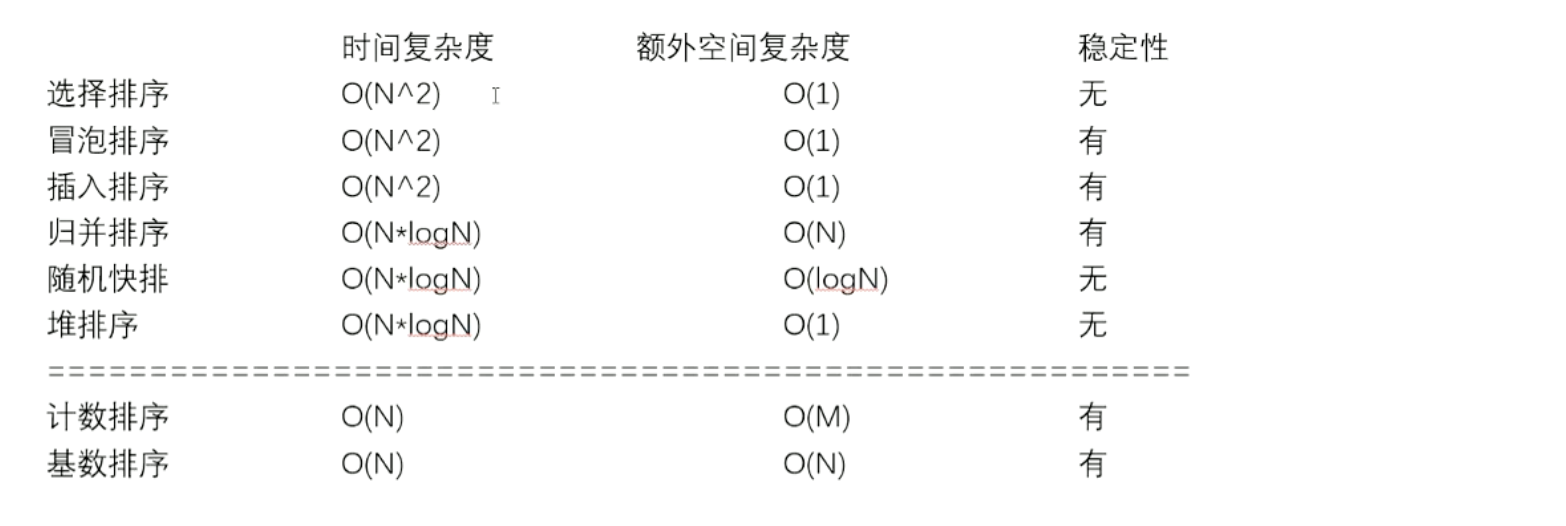 时间复杂度 额外空间复杂度 稳定性
选择排序 O(N^2) O(1) 无
冒泡排序 O(N^2) O(1) 有
插入排序 O(N^2) O(1) 有
归并排序 O(N*logN) O(N) 有
随机快排 O(N*logN) O(logN) 无
堆排序 O(N*logN) O(1) 无
========================================================
计数排序 O(N) O(M) 有
基数排序 O(N) O(N) 有